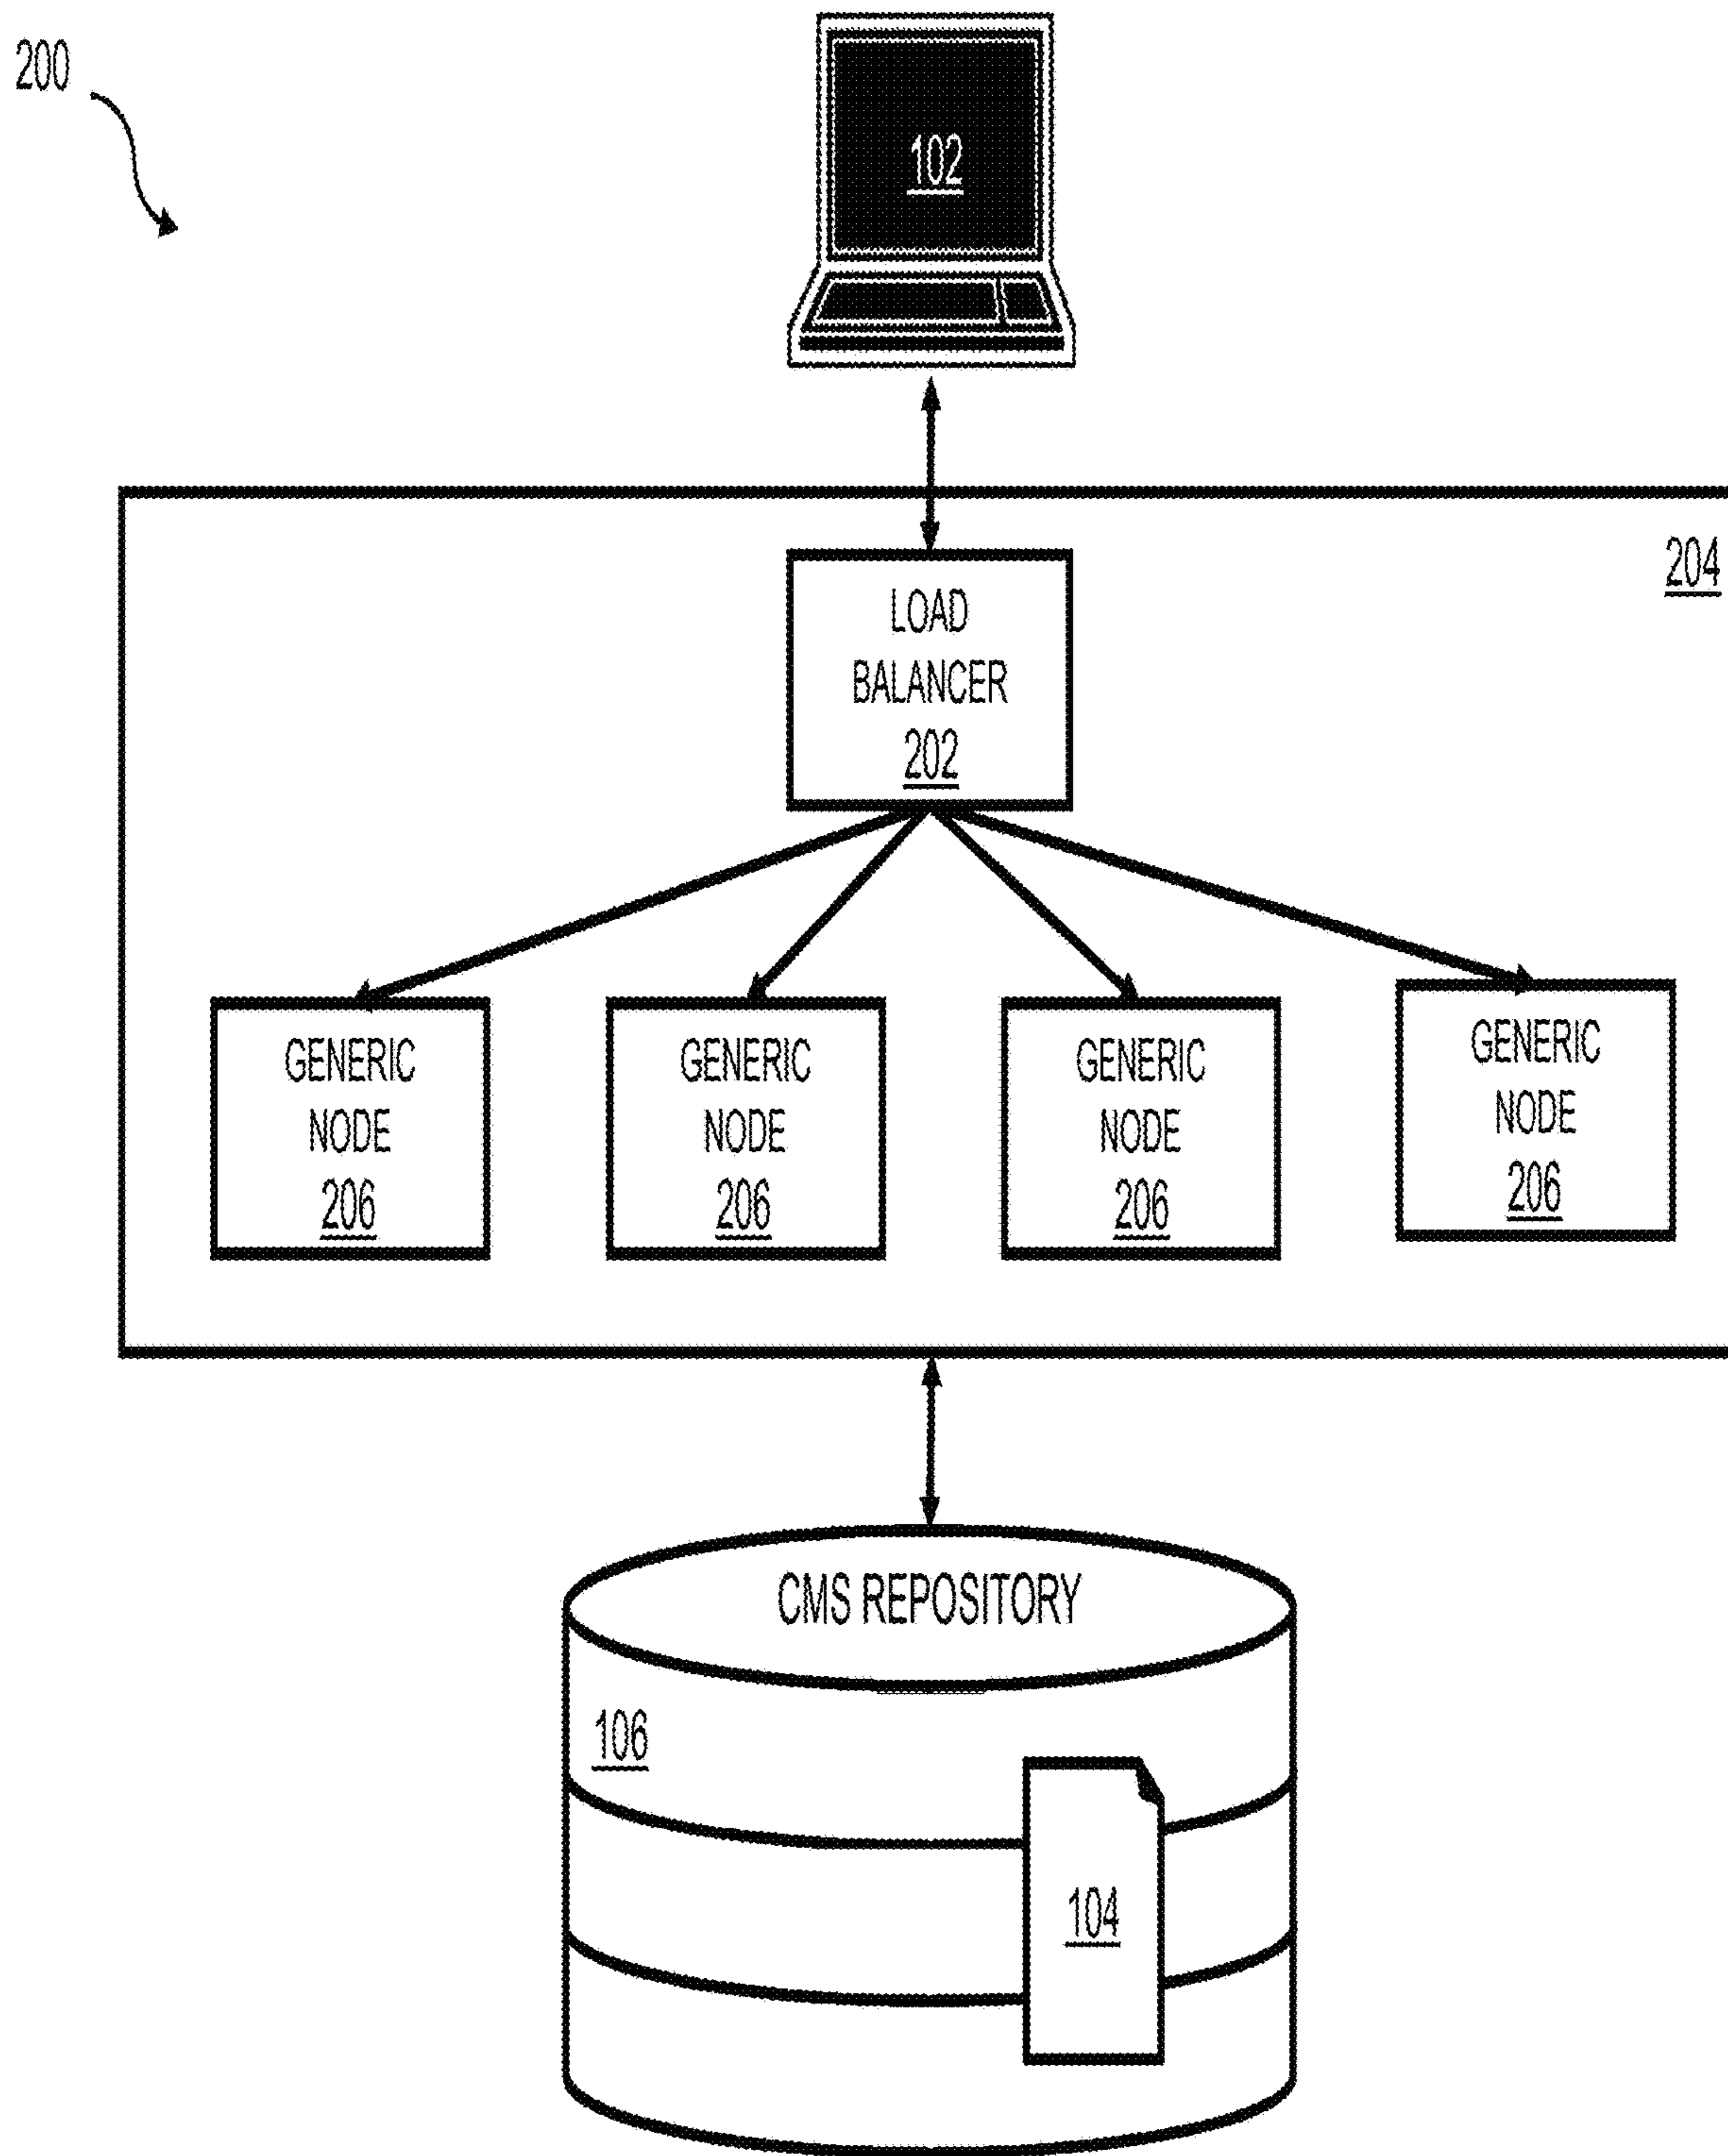 200
102
204
LOAD
BALANCER
202
GENERIC
NODE
206
GENERIC
NODE
206
GENERIC
NODE
206
GENERIC
NODE
206
CMS REPOSITORY
106
104